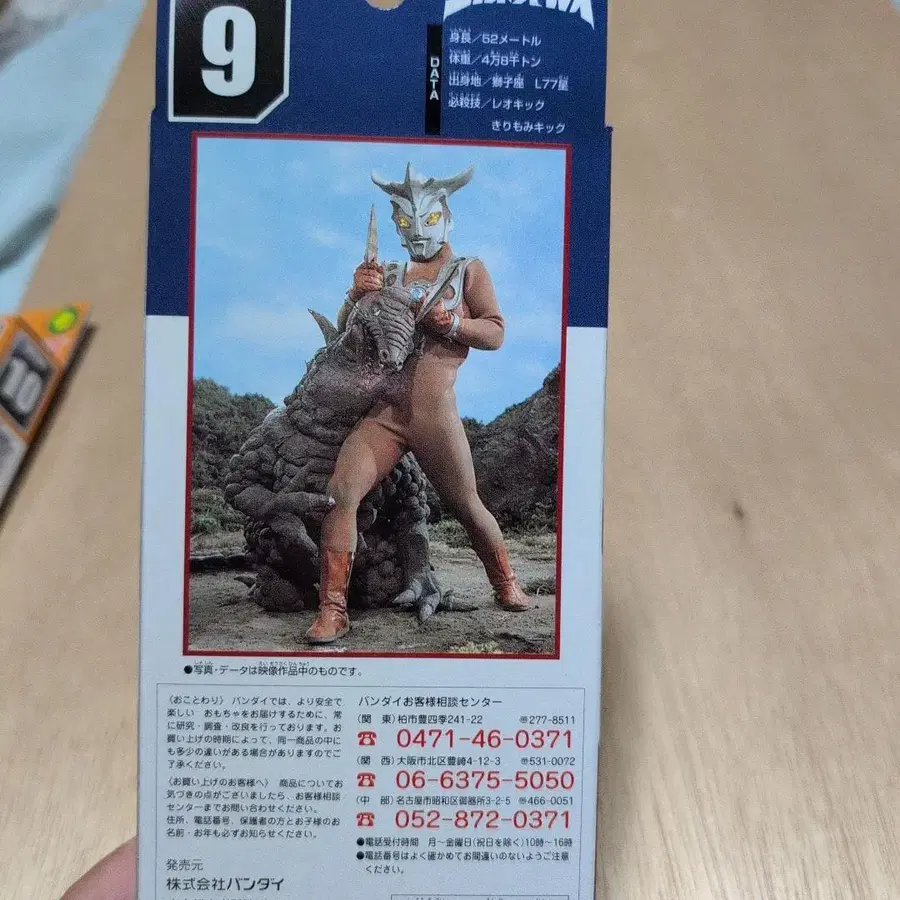 9
DATA
身長/52メートル
体重/4万8千トン
出身地/獅子座 L77星
必殺技/レオキック
きりもみキック
10
●写真・データは映像作品中のものです。
〈おことわり〉 バンダイでは、より安全で
楽しい おもちゃをお届けするために、常
に研究・調査・改良を行っております。お
買い上げの時期によって、同一商品の中に
も多少の違いがある場合がありますのでご
了承ください。
〈お買い上げのお客様へ〉 商品についてお
気づきの点がございましたら、お客様相談
センターまでお問い合わせください。
住所、電話番号、保護者の方とお子様のお
名前・お年も必ずお知らせください。
発売元
株式会社バンダイ
バンダイお客様相談センター
(関 東) 柏市豊四季241-22 〠277-8511
☎ 0471-46-0371
(関 西) 大阪市北区豊崎4-12-3 〠531-0072
☎ 06-6375-5050
(中 部) 名古屋市昭和区御器所3-2-5 〠466-0051
☎ 052-872-0371
●電話受付時間 月〜金曜日(祝日を除く)10時〜16時
●電話番号はよく確かめてお間違いのないようご注意
ください。